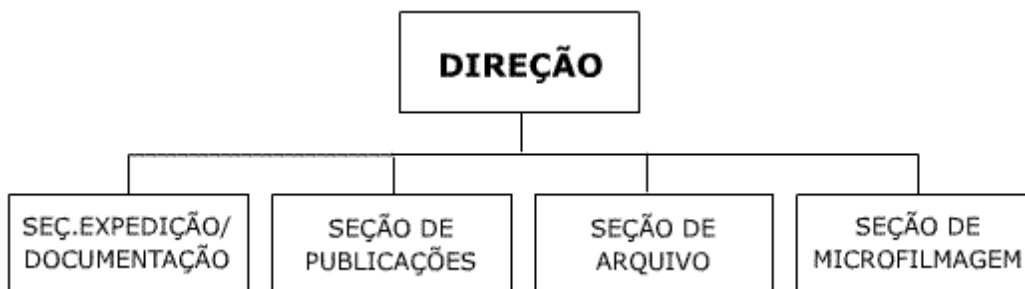 DIREÇÃO
SEÇ.EXPEDIÇÃO/
DOCUMENTAÇÃO
SEÇÃO DE
PUBLICAÇÕES
SEÇÃO DE
ARQUIVO
SEÇÃO DE
MICROFILMAGEM